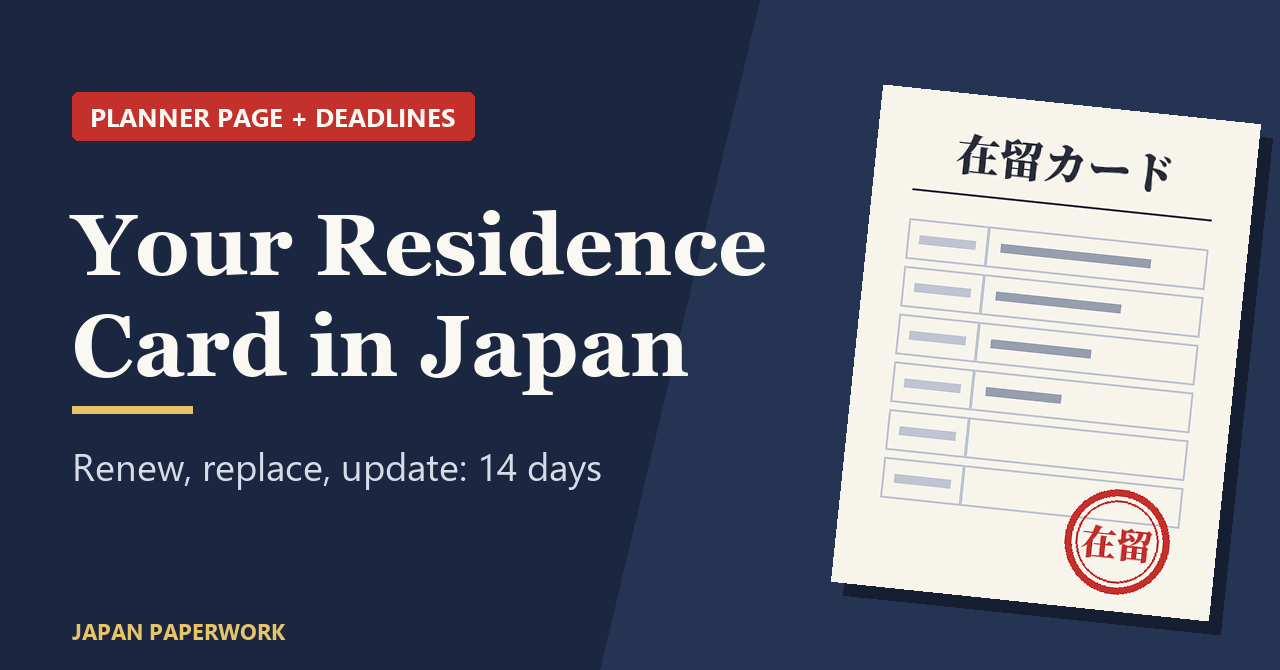 PLANNER PAGE + DEADLINES
Your Residence
Card in Japan
Renew, replace, update: 14 days
JAPAN PAPERWORK
在留カード
在留